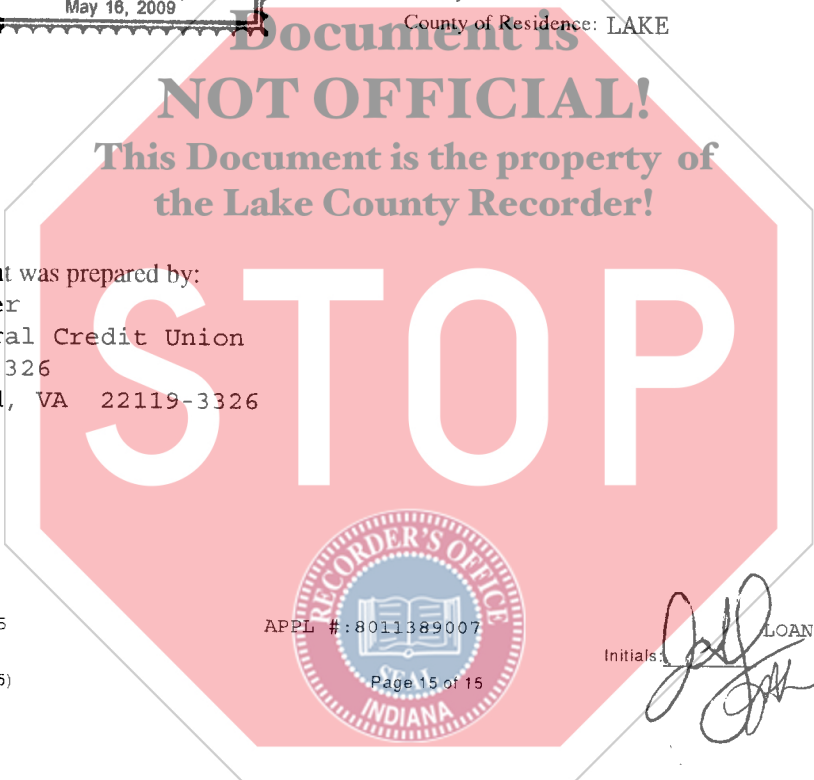 May 16, 2009
County of Residence: LAKE
Document is
NOT OFFICIAL!
This Document is the property of
the Lake County Recorder!
t was prepared by:
er
ral Credit Union
326
, VA 22119-3326
STOP
RECORDER'S OFFICE
SEAL
INDIANA
5
APPL #:8011389007
LOAN
Initials:
5)
Page 15 of 15